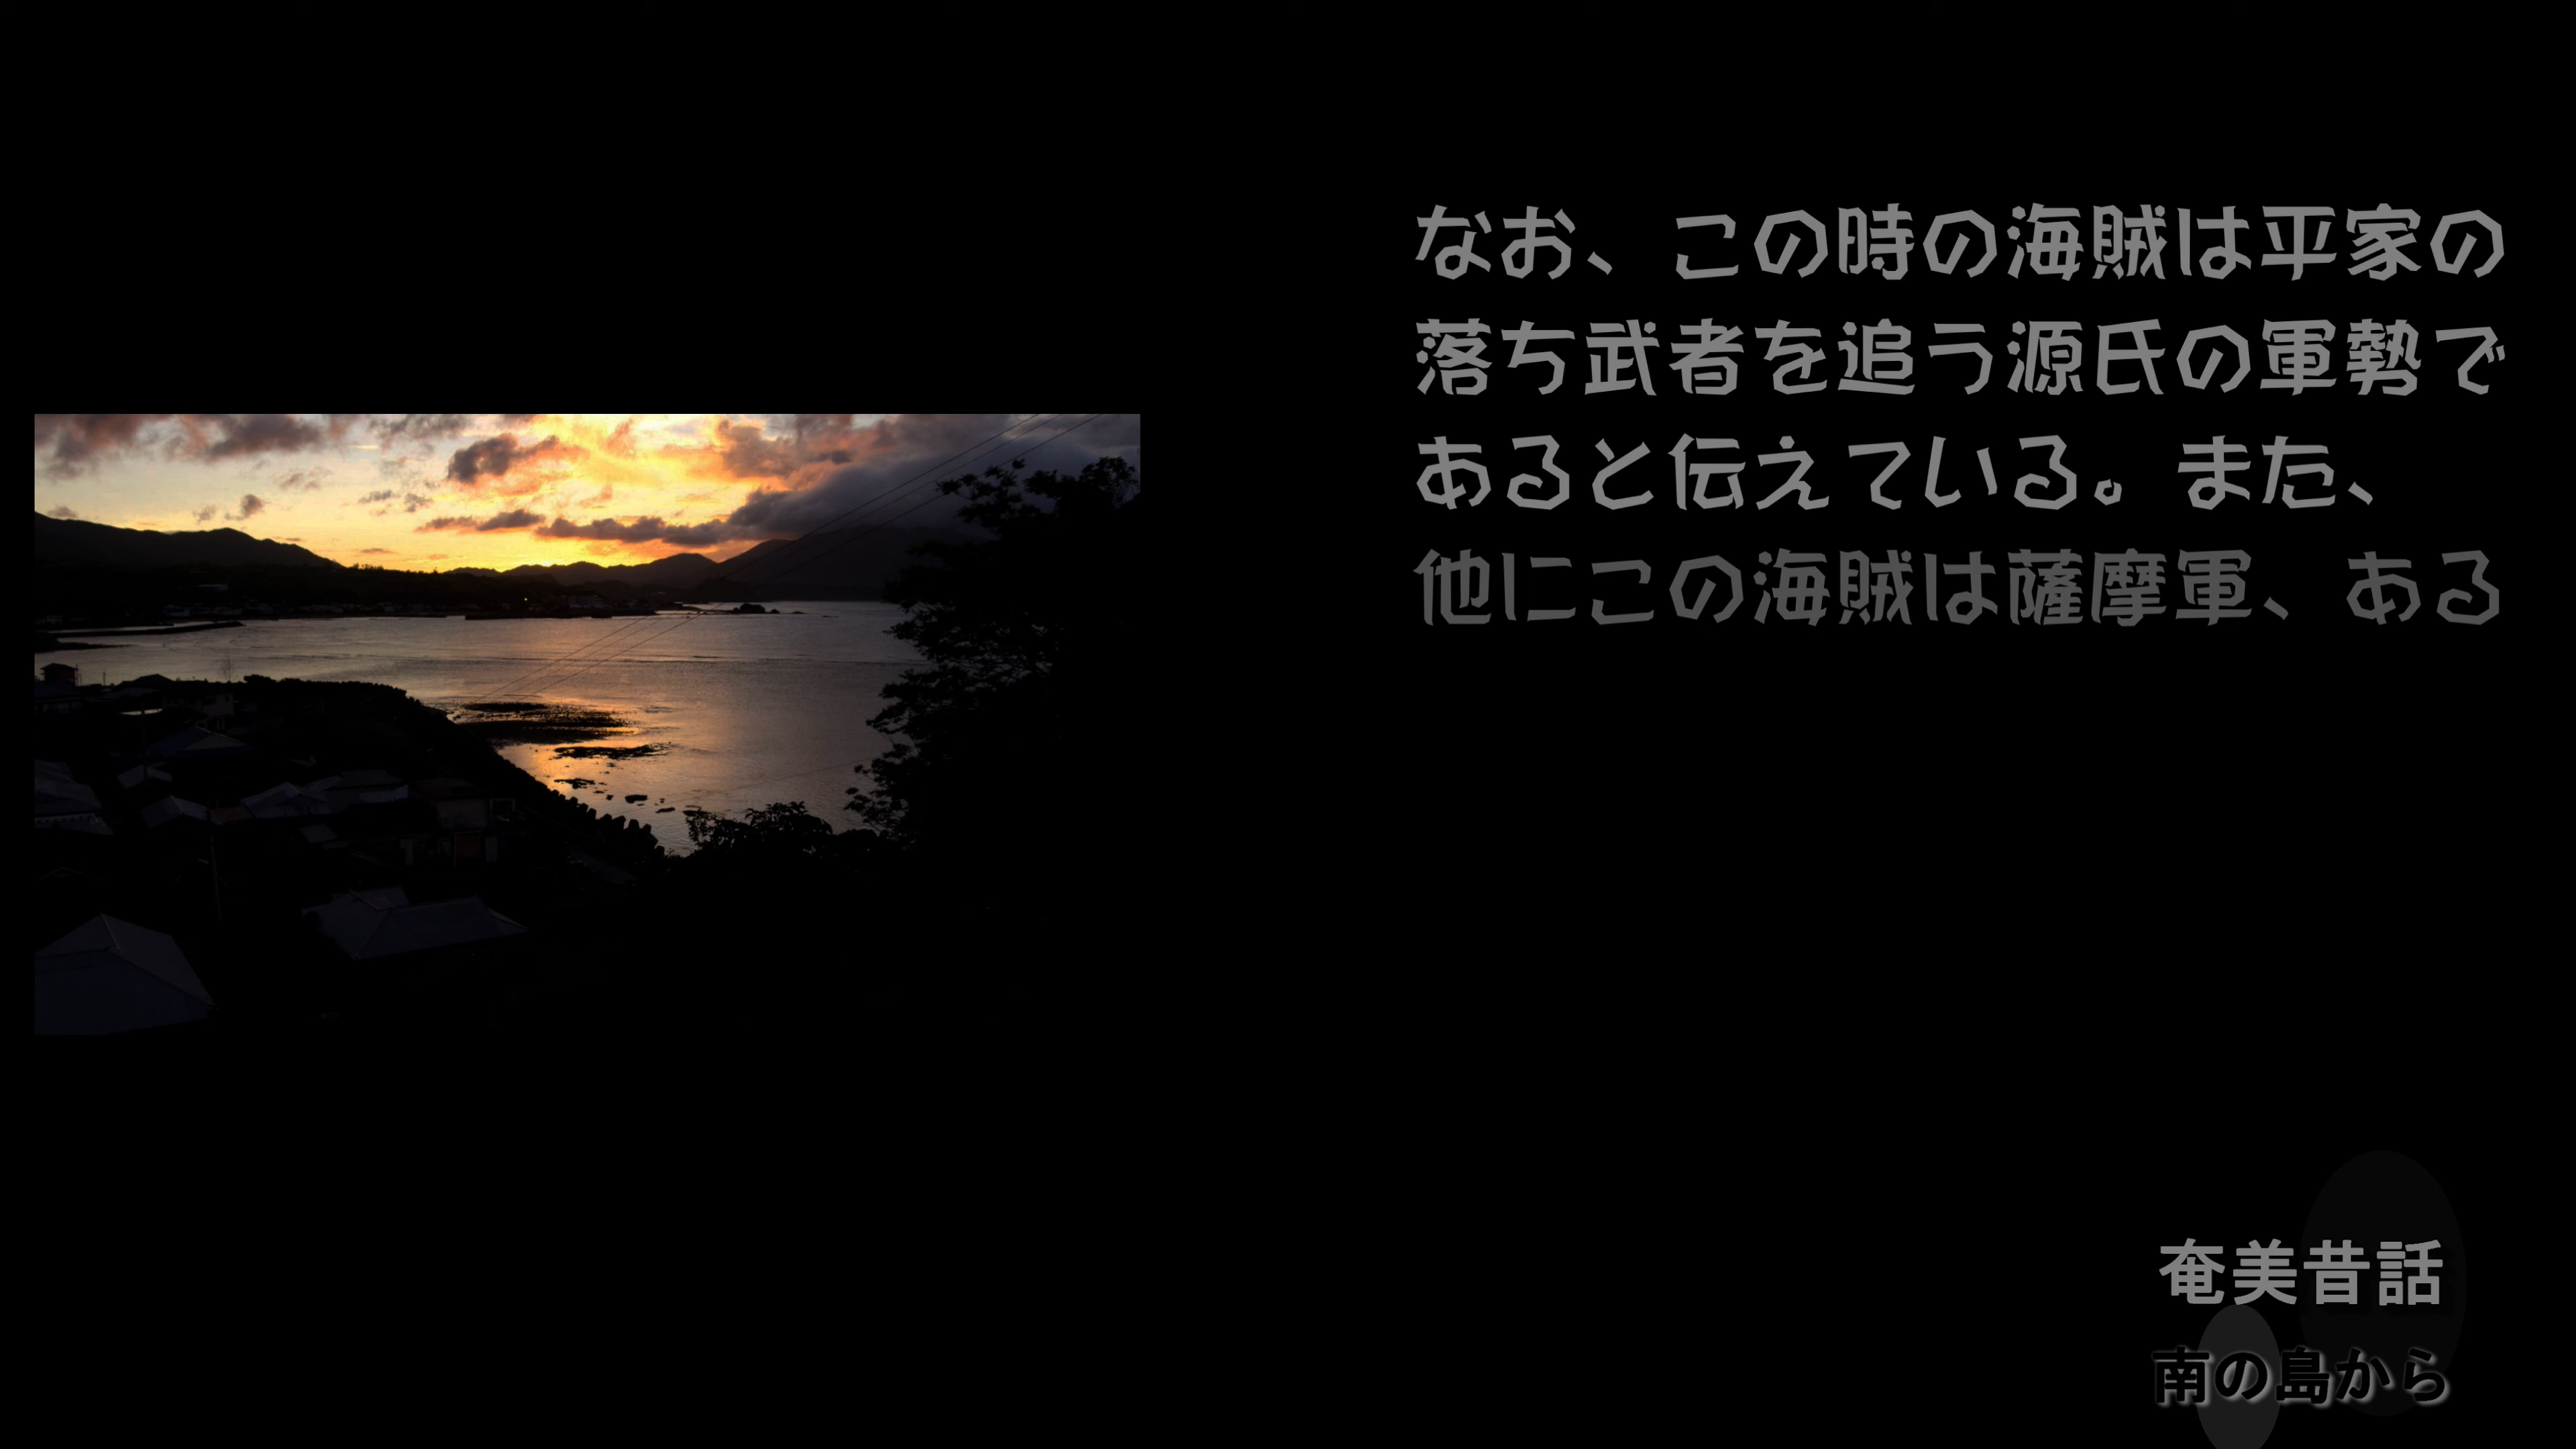 なお、この時の海賊は平家の
落ち武者を追う源氏の軍勢で
あると伝えている。また、
他にこの海賊は薩摩軍、ある
奄美昔話
南の島から